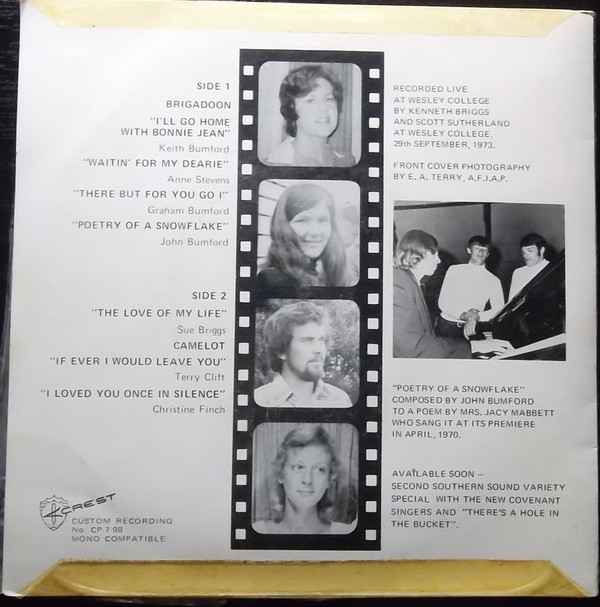 SIDE 1
BRIGADOON
"I'LL GO HOME
WITH BONNIE JEAN"
Keith Bumford
"WAITIN' FOR MY DEARIE"
Anne Stevens
"THERE BUT FOR YOU GO I"
Graham Bumford
"POETRY OF A SNOWFLAKE"
John Bumford
SIDE 2
"THE LOVE OF MY LIFE"
Sue Briggs
CAMELOT
"IF EVER I WOULD LEAVE YOU"
Terry Clift
"I LOVED YOU ONCE IN SILENCE"
Christine Finch
CREST
CUSTOM RECORDING
No. CP 7 98
MONO COMPATIBLE
RECORDED LIVE
AT WESLEY COLLEGE
BY KENNETH BRIGGS
AND SCOTT SUTHERLAND
AT WESLEY COLLEGE,
29th SEPTEMBER, 1973.
FRONT COVER PHOTOGRAPHY
BY E. A. TERRY, A.F.I.A.P.
"POETRY OF A SNOWFLAKE"
COMPOSED BY JOHN BUMFORD
TO A POEM BY MRS. JACY MABBETT
WHO SANG IT AT ITS PREMIERE
IN APRIL, 1970.
AVAILABLE SOON –
SECOND SOUTHERN SOUND VARIETY
SPECIAL WITH THE NEW COVENANT
SINGERS AND "THERE'S A HOLE IN
THE BUCKET".